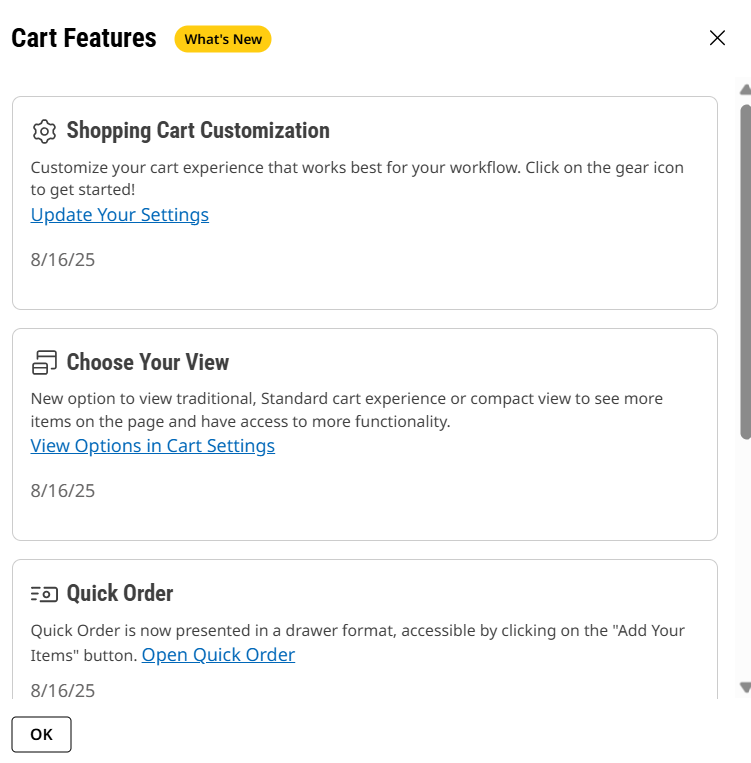 Cart Features
What's New
Shopping Cart Customization
Customize your cart experience that works best for your workflow. Click on the gear icon
to get started!
Update Your Settings
8/16/25
Choose Your View
New option to view traditional, Standard cart experience or compact view to see more
items on the page and have access to more functionality.
View Options in Cart Settings
8/16/25
Quick Order
Quick Order is now presented in a drawer format, accessible by clicking on the "Add Your
Items" button. Open Quick Order
8/16/25
OK